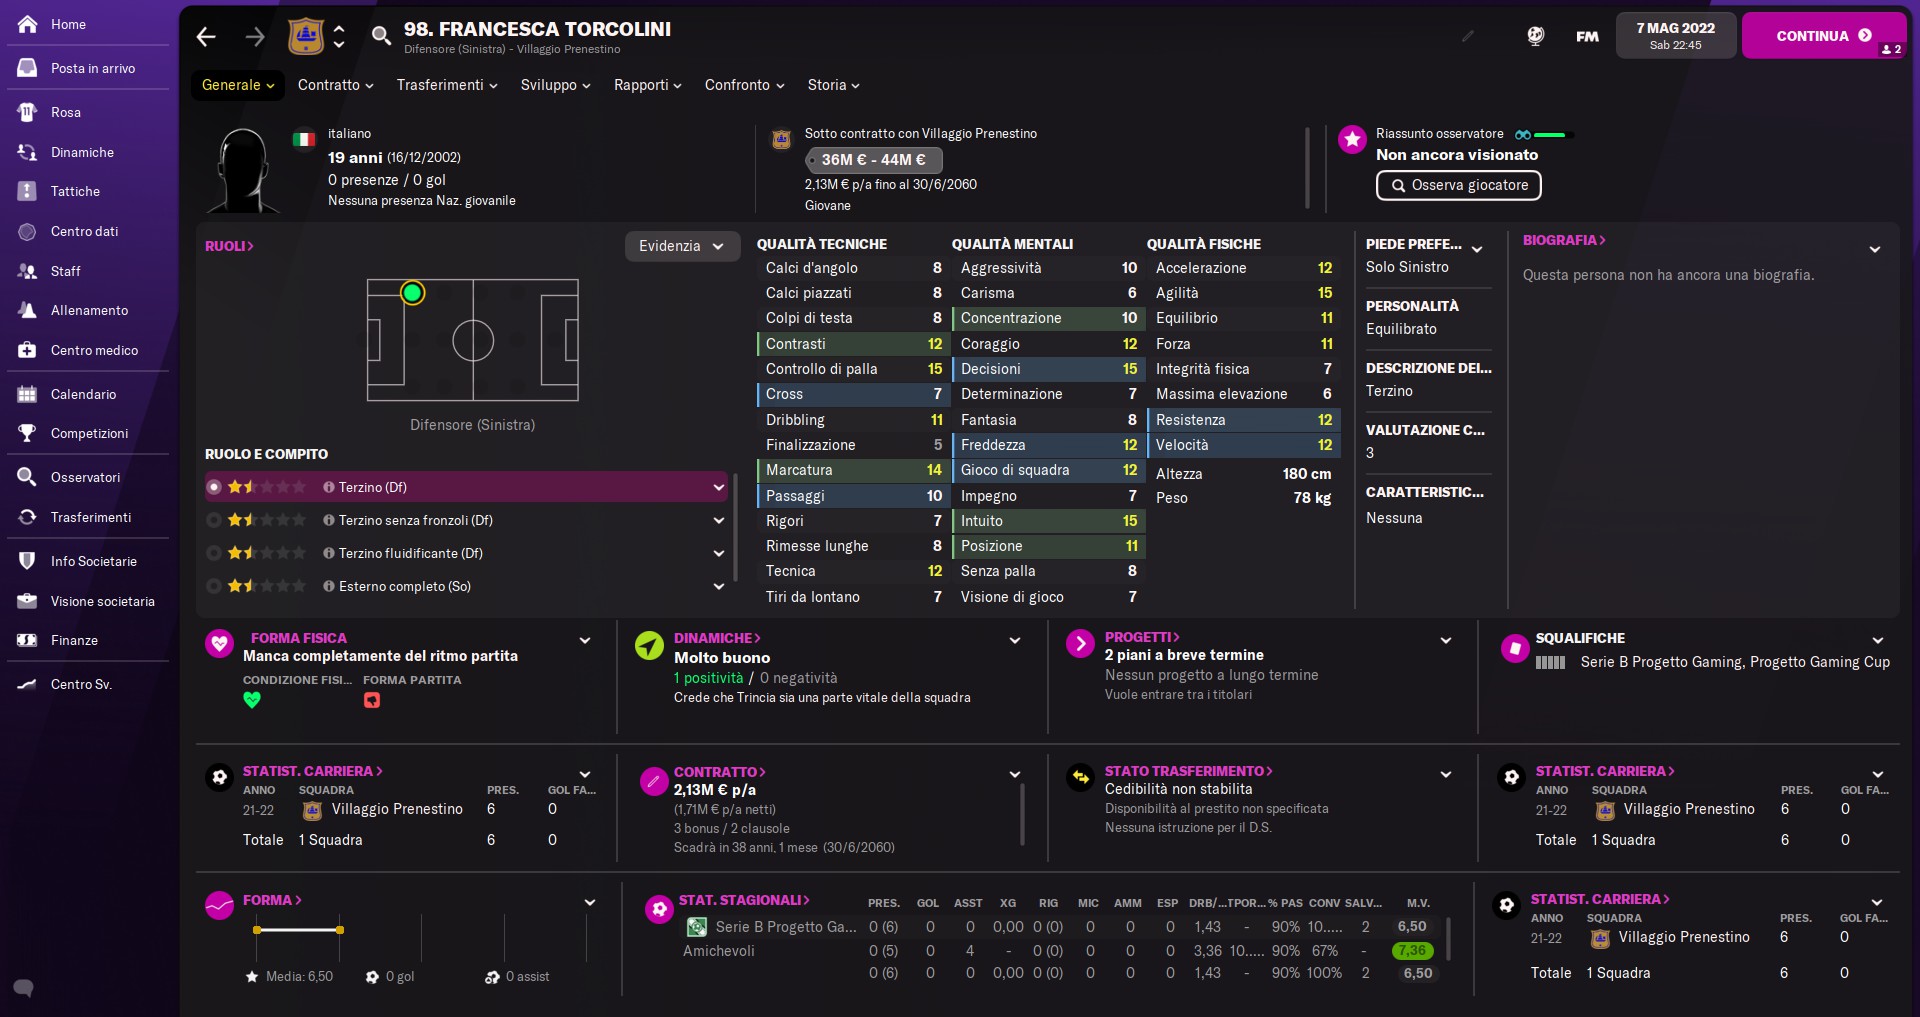 Home
Posta in arrivo
Rosa
Dinamiche
Tattiche
Centro dati
Staff
Allenamento
Centro medico
Calendario
Competizioni
Osservatori
Trasferimenti
Info Societarie
Visione societaria
Finanze
Centro Sv.
98. FRANCESCA TORCOLINI
Difensore (Sinistra) - Villaggio Prenestino
FM
7 MAG 2022
Sab 22:45
CONTINUA
2
Generale
Contratto
Trasferimenti
Sviluppo
Rapporti
Confronto
Storia
italiano
19 anni (16/12/2002)
0 presenze / 0 gol
Nessuna presenza Naz. giovanile
Sotto contratto con Villaggio Prenestino
36M € - 44M €
2,13M € p/a fino al 30/6/2060
Giovane
Riassunto osservatore
Non ancora visionato
Osserva giocatore
RUOLI
Evidenzia
Difensore (Sinistra)
RUOLO E COMPITO
Terzino (Df)
Terzino senza fronzoli (Df)
Terzino fluidificante (Df)
Esterno completo (So)
QUALITÀ TECNICHE
Calci d'angolo 8
Calci piazzati 8
Colpi di testa 8
Contrasti 12
Controllo di palla 15
Cross 7
Dribbling 11
Finalizzazione 5
Marcatura 14
Passaggi 10
Rigori 7
Rimesse lunghe 8
Tecnica 12
Tiri da lontano 7
QUALITÀ MENTALI
Aggressività 10
Carisma 6
Concentrazione 10
Coraggio 12
Decisioni 15
Determinazione 7
Fantasia 8
Freddezza 12
Gioco di squadra 12
Impegno 7
Intuito 15
Posizione 11
Senza palla 8
Visione di gioco 7
QUALITÀ FISICHE
Accelerazione 12
Agilità 15
Equilibrio 11
Forza 11
Integrità fisica 7
Massima elevazione 6
Resistenza 12
Velocità 12
Altezza 180 cm
Peso 78 kg
PIEDE PREFE...
Solo Sinistro
PERSONALITÀ
Equilibrato
DESCRIZIONE DEI...
Terzino
VALUTAZIONE C...
3
CARATTERISTIC...
Nessuna
BIOGRAFIA
Questa persona non ha ancora una biografia.
FORMA FISICA
Manca completamente del ritmo partita
CONDIZIONE FISI... FORMA PARTITA
DINAMICHE
Molto buono
1 positività / 0 negatività
Crede che Trincia sia una parte vitale della squadra
PROGETTI
2 piani a breve termine
Nessun progetto a lungo termine
Vuole entrare tra i titolari
SQUALIFICHE
Serie B Progetto Gaming, Progetto Gaming Cup
STATIST. CARRIERA
ANNO SQUADRA PRES. GOL FA...
21-22 Villaggio Prenestino 6 0
Totale 1 Squadra 6 0
CONTRATTO
2,13M € p/a
(1,71M € p/a netti)
3 bonus / 2 clausole
Scadrà in 38 anni, 1 mese (30/6/2060)
STATO TRASFERIMENTO
Cedibilità non stabilita
Disponibilità al prestito non specificata
Nessuna istruzione per il D.S.
STATIST. CARRIERA
ANNO SQUADRA PRES. GOL FA...
21-22 Villaggio Prenestino 6 0
Totale 1 Squadra 6 0
FORMA
Media: 6,50 0 gol 0 assist
STAT. STAGIONALI PRES. GOL ASST XG RIG MIC AMM ESP DRB/... TPOR... % PAS CONV SALV... M.V.
Serie B Progetto Ga... 0 (6) 0 0 0,00 0 (0) 0 0 0 1,43 - 90% 10..... 2 6,50
Amichevoli 0 (5) 0 4 - 0 (0) 0 0 0 3,36 10..... 90% 67% - 7,36
0 (6) 0 0 0,00 0 (0) 0 0 0 1,43 - 90% 100% 2 6,50
STATIST. CARRIERA
ANNO SQUADRA PRES. GOL FA...
21-22 Villaggio Prenestino 6 0
Totale 1 Squadra 6 0